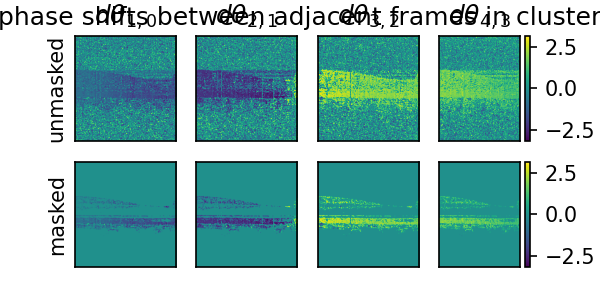 phase shifts between adjacent frames in cluster
dθ1,0 dθ2,1 dθ3,2 dθ4,3
unmasked
2.5
0.0
−2.5
masked
2.5
0.0
−2.5